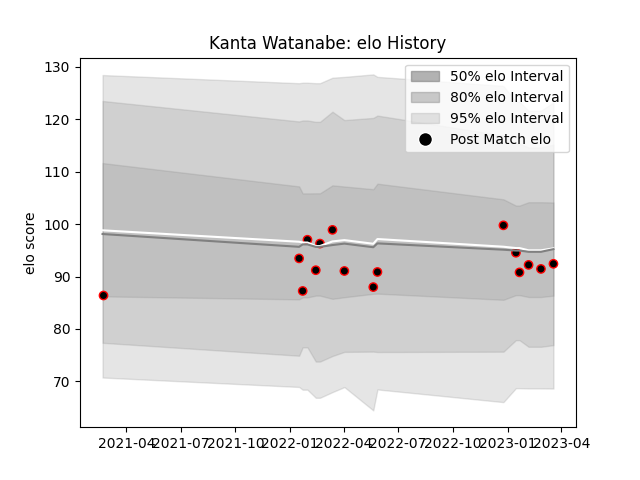 Kanta Watanabe: elo History
130
120
110
100
90
80
70
elo score
50% elo Interval
80% elo Interval
95% elo Interval
Post Match elo
2021-04 2021-07 2021-10 2022-01 2022-04 2022-07 2022-10 2023-01 2023-04